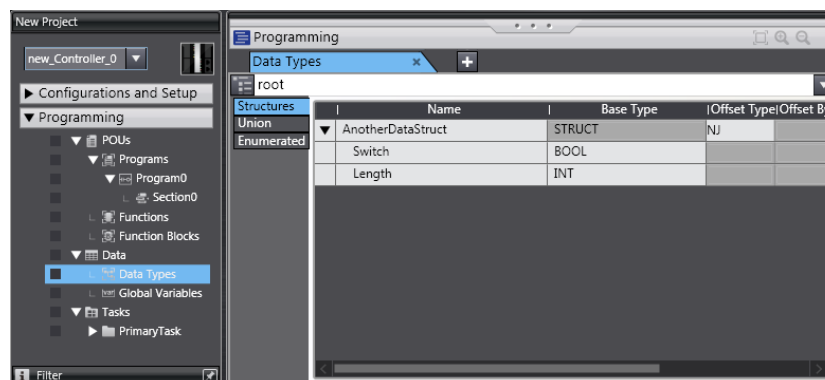 New Project
new_Controller_0
Configurations and Setup
Programming
POUs
Programs
Program0
Section0
Functions
Function Blocks
Data
Data Types
Global Variables
Tasks
PrimaryTask
Filter
Programming
Data Types
root
Structures
Union
Enumerated
Name Base Type Offset Type Offset By
AnotherDataStruct STRUCT NJ
Switch BOOL
Length INT